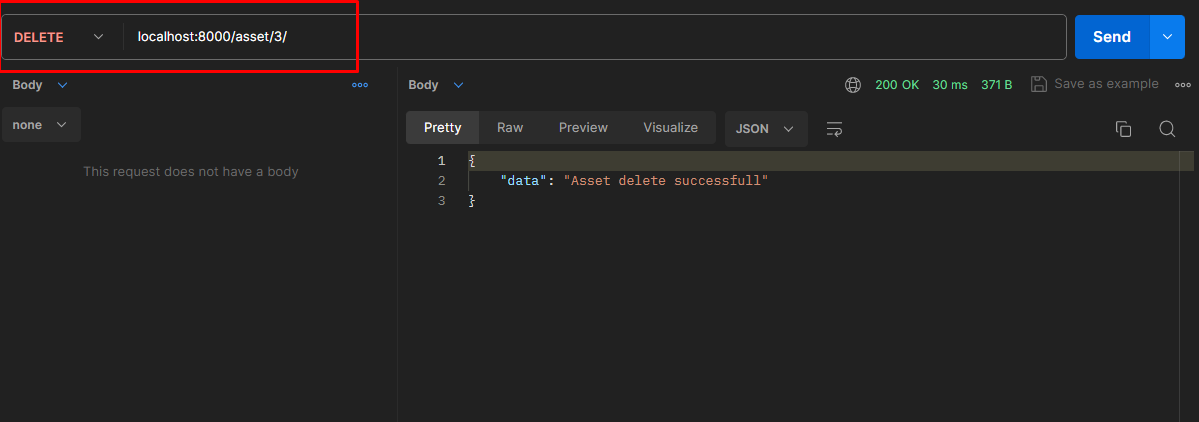 DELETE localhost:8000/asset/3/ Send
Body Body 200 OK 30 ms 371 B Save as example
none Pretty Raw Preview Visualize JSON
This request does not have a body
1 {
2 "data": "Asset delete successfull"
3 }